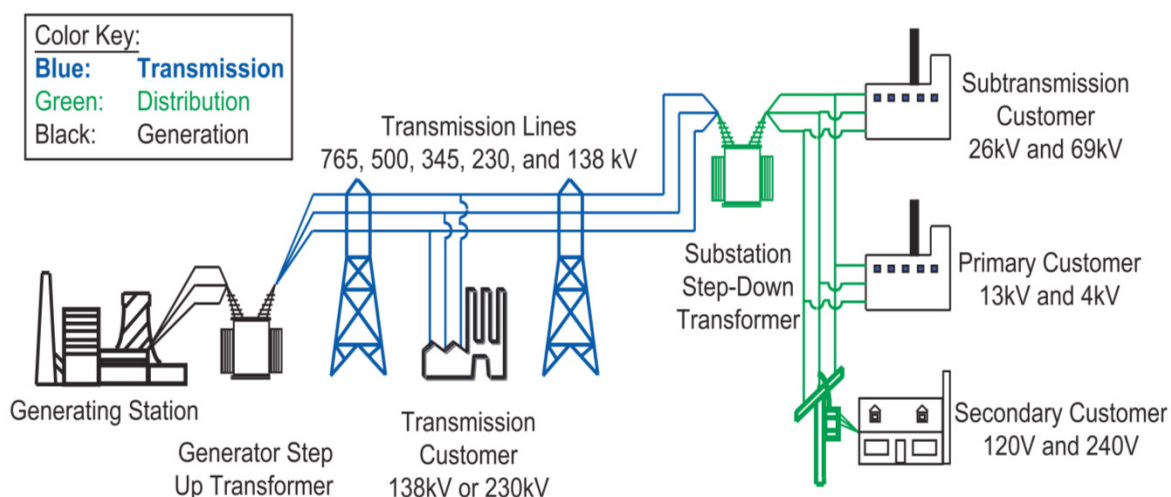 Color Key:
Blue: Transmission
Green: Distribution
Black: Generation
Transmission Lines
765, 500, 345, 230, and 138 kV
Subtransmission
Customer
26kV and 69kV
Substation
Step-Down
Transformer
Primary Customer
13kV and 4kV
Generating Station
Generator Step
Up Transformer
Transmission
Customer
138kV or 230kV
Secondary Customer
120V and 240V